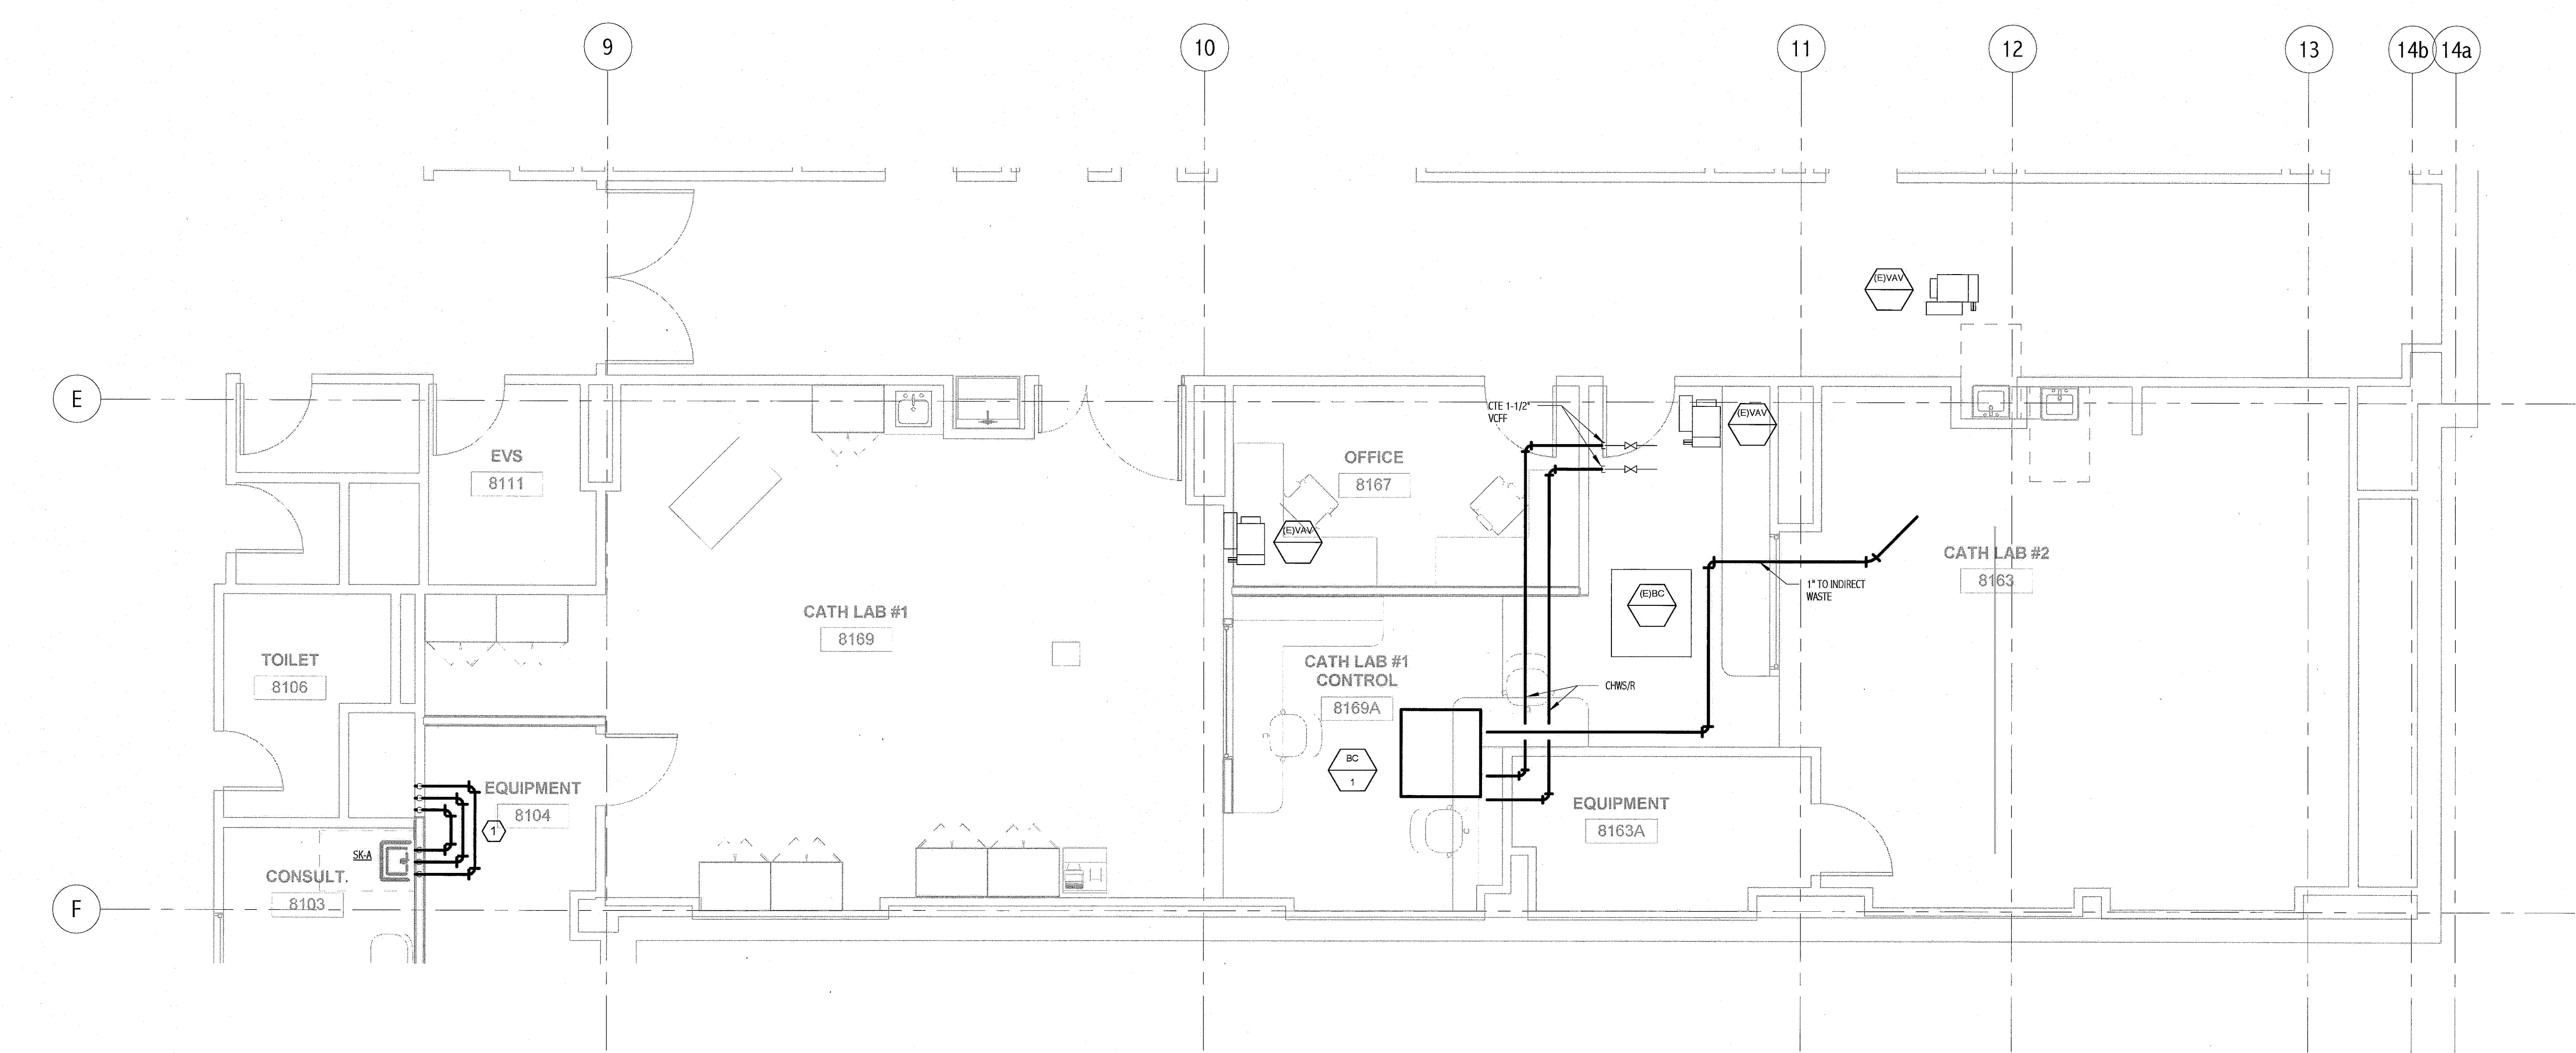 9
10
11
12
13
14b
14a
(E)VAV
E
CTE 1-1/2"
VCFF
(E)VAV
EVS
8111
OFFICE
8167
(E)VAV
CATH LAB #2
8163
1" TO INDIRECT
WASTE
(E)BC
CATH LAB #1
8169
TOILET
8106
CATH LAB #1
CONTROL
8169A
CHWS/R
BC
1
EQUIPMENT
8104
1
EQUIPMENT
8163A
SK-A
CONSULT.
8103
F